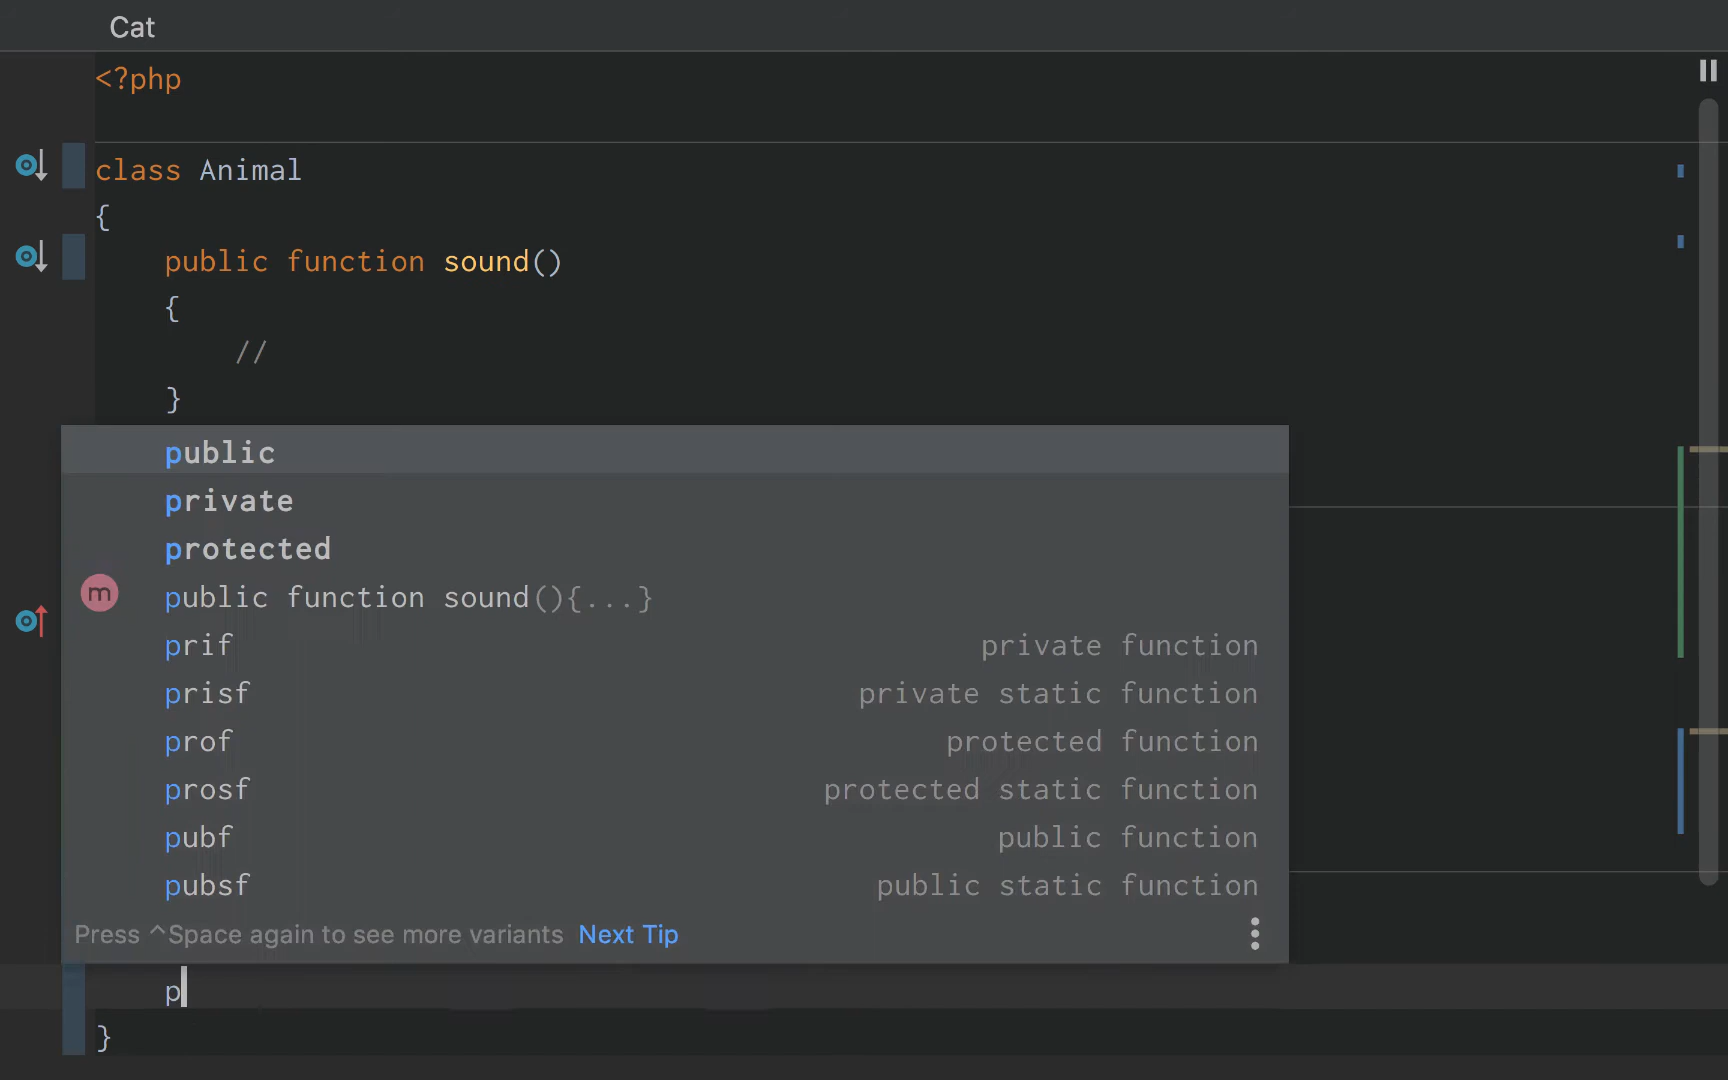 Cat
<?php
class Animal
{
public function sound()
{
//
}
public
private
protected
m public function sound(){...}
prif private function
prisf private static function
prof protected function
prosf protected static function
pubf public function
pubsf public static function
Press ^Space again to see more variants Next Tip
p
}